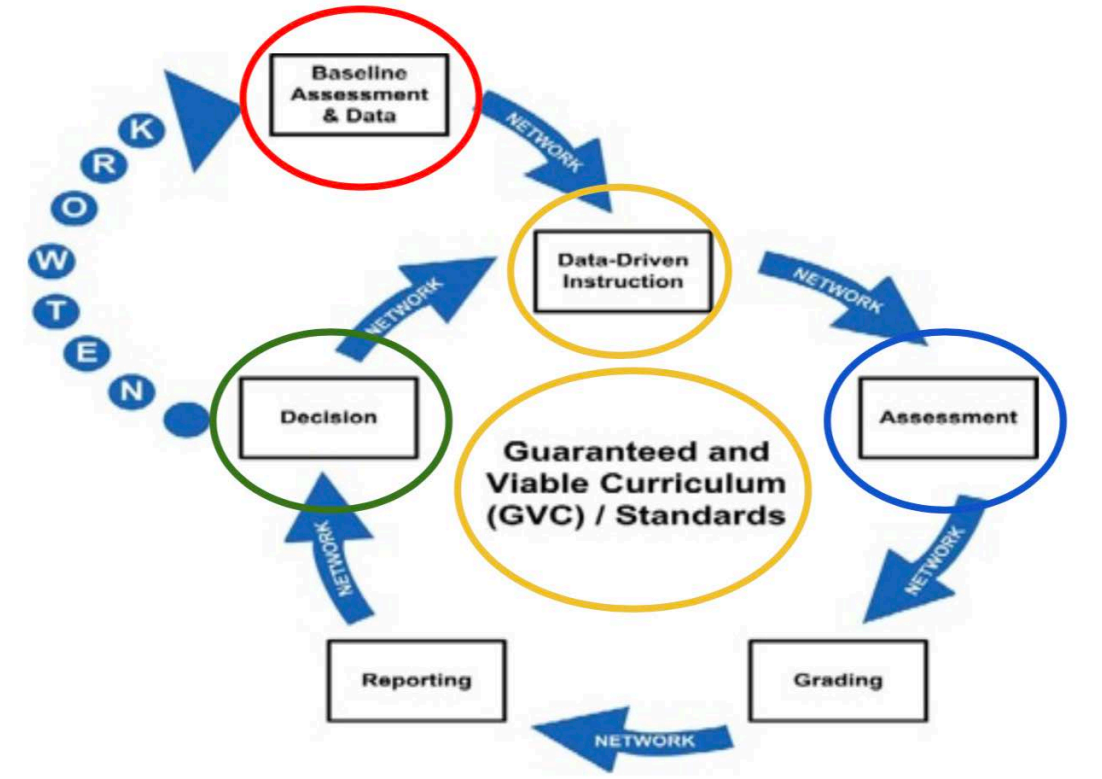 Baseline
Assessment
& Data
NETWORK
NETWORK
Data-Driven
Instruction
NETWORK
NETWORK
Decision
Assessment
Guaranteed and
Viable Curriculum
(GVC) / Standards
NETWORK
NETWORK
Reporting
Grading
NETWORK